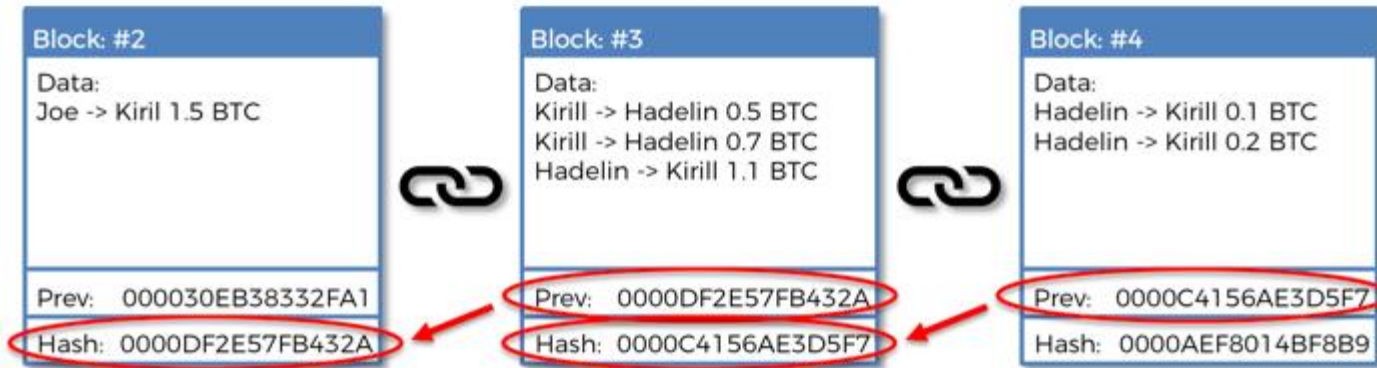 Block: #2
Data:
Joe -> Kiril 1.5 BTC
Prev: 000030EB38332FA1
Hash: 0000DF2E57FB432A
Block: #3
Data:
Kirill -> Hadelin 0.5 BTC
Kirill -> Hadelin 0.7 BTC
Hadelin -> Kirill 1.1 BTC
Prev: 0000DF2E57FB432A
Hash: 0000C4156AE3D5F7
Block: #4
Data:
Hadelin -> Kirill 0.1 BTC
Hadelin -> Kirill 0.2 BTC
Prev: 0000C4156AE3D5F7
Hash: 0000AEF8014BF8B9